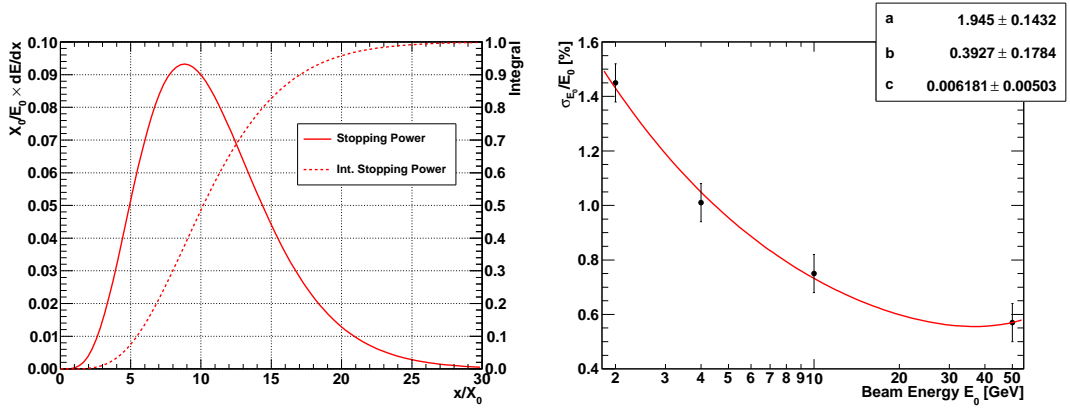 X₀/E₀ × dE/dx
0.10
0.09
0.08
0.07
0.06
0.05
0.04
0.03
0.02
0.01
0.00
0 5 10 15 20 25 30
x/X₀
Stopping Power
Int. Stopping Power
1.0
0.9
0.8
0.7
0.6
0.5
0.4
0.3
0.2
0.1
0.0
Integral
a 1.945 ± 0.1432
b 0.3927 ± 0.1784
c 0.006181 ± 0.00503
σ_E₀/E₀ [%]
1.6
1.4
1.2
1.0
0.8
0.6
0.4
2 3 4 5 6 7 8 9 10 20 30 40 50
Beam Energy E₀ [GeV]